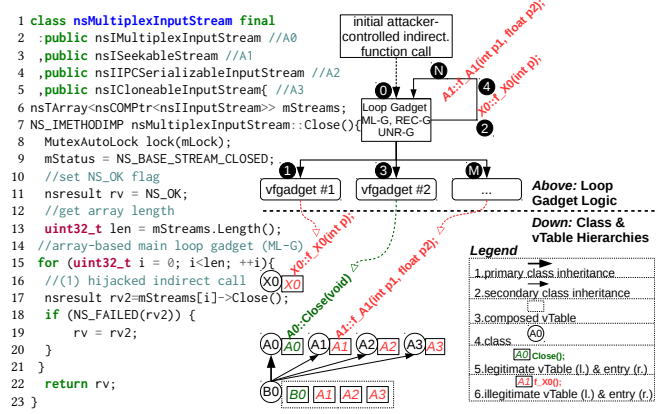 1 class nsMultiplexInputStream final
2 :public nsIMultiplexInputStream //A0
3 ,public nsISeekableStream //A1
4 ,public nsIIPCSerializableInputStream //A2
5 ,public nsICloneableInputStream{ //A3
6 nsTArray<nsCOMPtr<nsIInputStream>> mStreams;
7 NS_IMETHODIMP nsMultiplexInputStream::Close(){
8 MutexAutoLock lock(mLock);
9 mStatus = NS_BASE_STREAM_CLOSED;
10 //set NS_OK flag
11 nsresult rv = NS_OK;
12 //get array length
13 uint32_t len = mStreams.Length();
14 //array-based main loop gadget (ML-G)
15 for (uint32_t i = 0; i<len; ++i){
16 //(1) hijacked indirect call
17 nsresult rv2=mStreams[i]->Close();
18 if (NS_FAILED(rv2)) {
19 rv = rv2;
20 }
21 }
22 return rv;
23 }
initial attacker-
controlled indirect.
function call
A1::f_A1(int p1, float p2);
X0::f_X0(int p);
N
0
4
2
Loop Gadget
ML-G, REC-G
UNR-G
1
3
M
vfgadget #1
vfgadget #2
...
Above: Loop
Gadget Logic
Down: Class &
vTable Hierarchies
X0::f_X0(int p);
A0::Close(void)
A1::f_A1(int p1, float p2);
X0 X0
A0 A0 A1 A1 A2 A2 A3 A3
B0 B0 A1 A2 A3
Legend
1.primary class inheritance
2.secondary class inheritance
3.composed vTable
4.class A0
A0 Close();
5.legitimate vTable (l.) & entry (r.)
A1 f_X0();
6.illegitimate vTable (l.) & entry (r.)